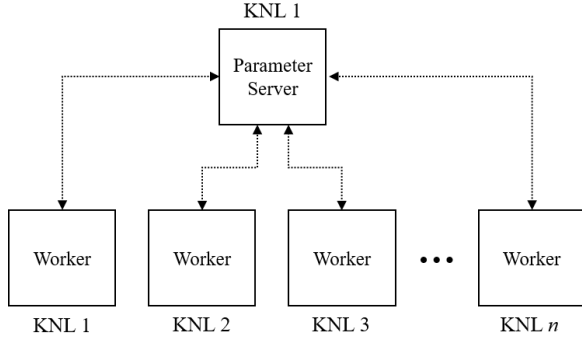 KNL 1
Parameter
Server
Worker
Worker
Worker
Worker
KNL 1
KNL 2
KNL 3
KNL n